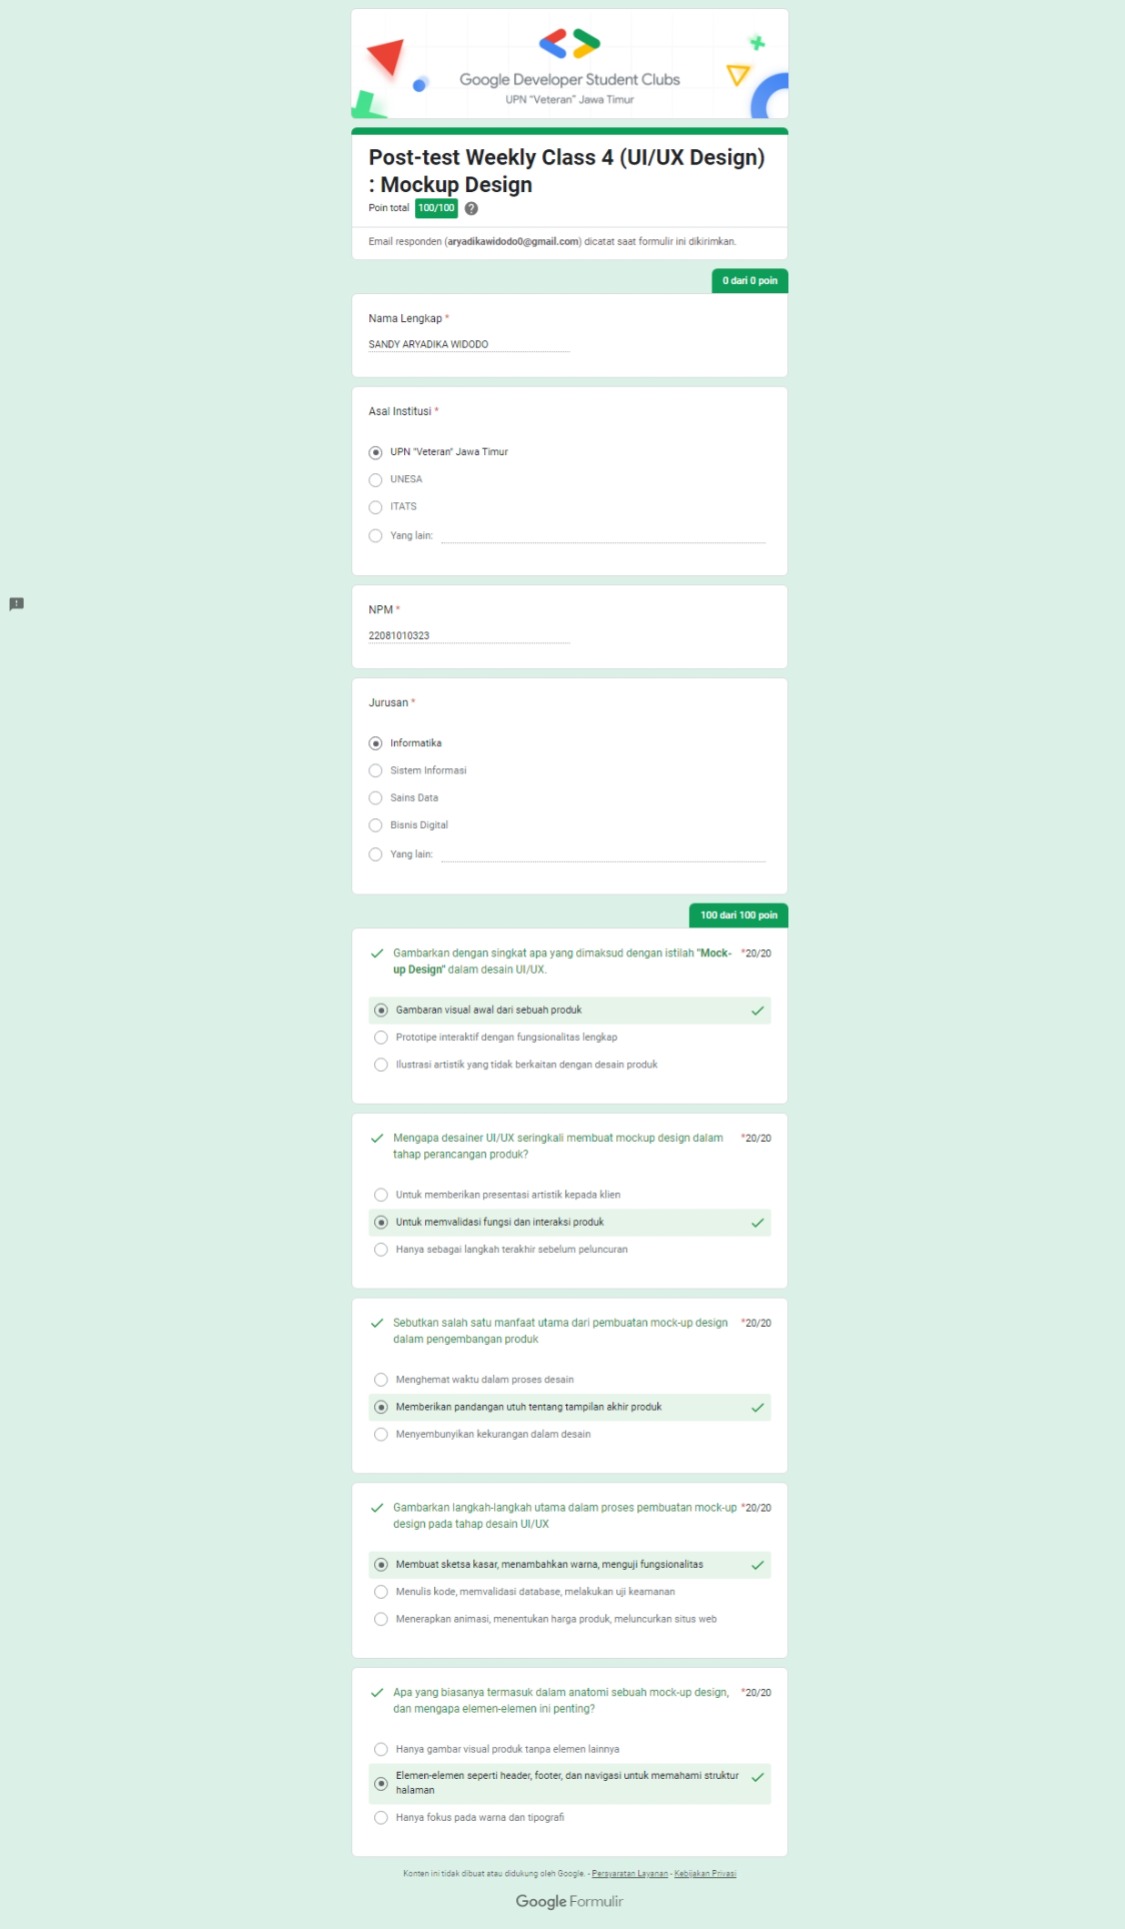 Google Developer Student Clubs
UPN "Veteran" Jawa Timur
Post-test Weekly Class 4 (UI/UX Design)
: Mockup Design
Poin total 100/100 ?
Email responden (aryadikawidodo0@gmail.com) dicatat saat formulir ini dikirimkan.
0 dari 0 poin
Nama Lengkap *
SANDY ARYADIKA WIDODO
Asal Institusi *
UPN "Veteran" Jawa Timur
UNESA
ITATS
Yang lain:
NPM *
22081010323
Jurusan *
Informatika
Sistem Informasi
Sains Data
Bisnis Digital
Yang lain:
100 dari 100 poin
Gambarkan dengan singkat apa yang dimaksud dengan istilah "Mock- *20/20
up Design" dalam desain UI/UX.
Gambaran visual awal dari sebuah produk
Prototipe interaktif dengan fungsionalitas lengkap
Ilustrasi artistik yang tidak berkaitan dengan desain produk
Mengapa desainer UI/UX seringkali membuat mockup design dalam *20/20
tahap perancangan produk?
Untuk memberikan presentasi artistik kepada klien
Untuk memvalidasi fungsi dan interaksi produk
Hanya sebagai langkah terakhir sebelum peluncuran
Sebutkan salah satu manfaat utama dari pembuatan mock-up design *20/20
dalam pengembangan produk
Menghemat waktu dalam proses desain
Memberikan pandangan utuh tentang tampilan akhir produk
Menyembunyikan kekurangan dalam desain
Gambarkan langkah-langkah utama dalam proses pembuatan mock-up *20/20
design pada tahap desain UI/UX
Membuat sketsa kasar, menambahkan warna, menguji fungsionalitas
Menulis kode, memvalidasi database, melakukan uji keamanan
Menerapkan animasi, menentukan harga produk, meluncurkan situs web
Apa yang biasanya termasuk dalam anatomi sebuah mock-up design, *20/20
dan mengapa elemen-elemen ini penting?
Hanya gambar visual produk tanpa elemen lainnya
Elemen-elemen seperti header, footer, dan navigasi untuk memahami struktur
halaman
Hanya fokus pada warna dan tipografi
Konten ini tidak dibuat atau didukung oleh Google. - Persyaratan Layanan - Kebijakan Privasi
Google Formulir